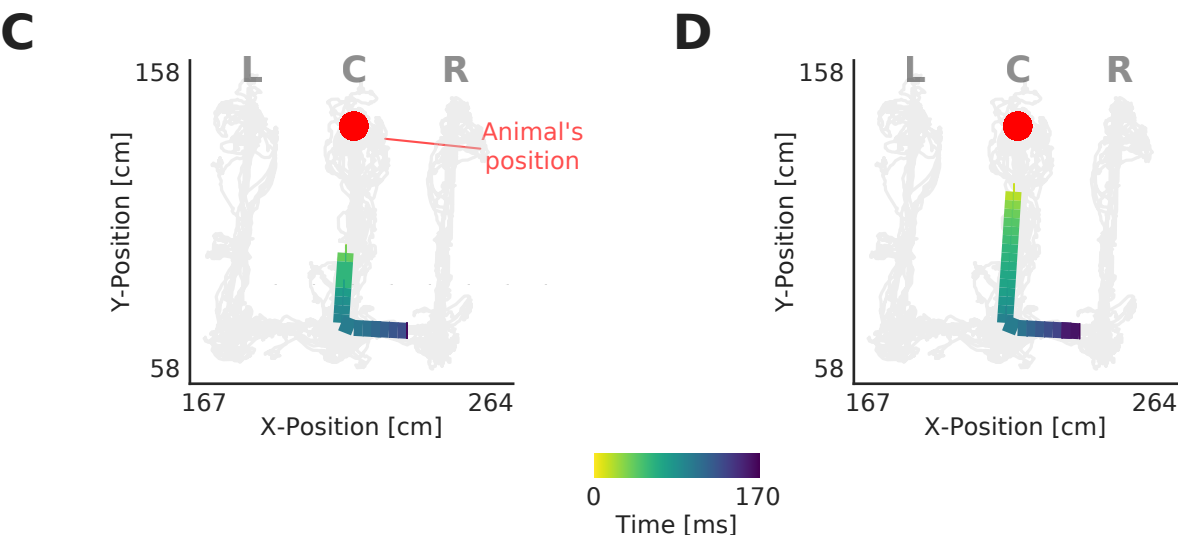 C
L C R
158
Animal's
position
Y-Position [cm]
58
167 264
X-Position [cm]
D
L C R
158
Y-Position [cm]
58
167 264
X-Position [cm]
0 170
Time [ms]